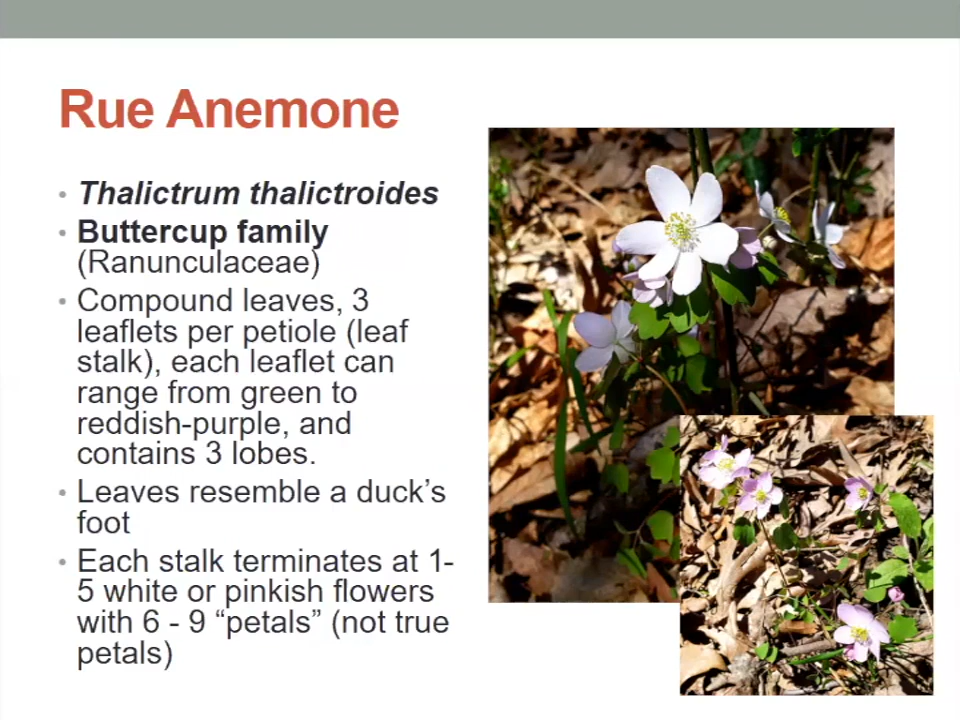 Rue Anemone
• Thalictrum thalictroides
• Buttercup family
(Ranunculaceae)
• Compound leaves, 3
leaflets per petiole (leaf
stalk), each leaflet can
range from green to
reddish-purple, and
contains 3 lobes.
• Leaves resemble a duck’s
foot
• Each stalk terminates at 1-
5 white or pinkish flowers
with 6 - 9 “petals” (not true
petals)